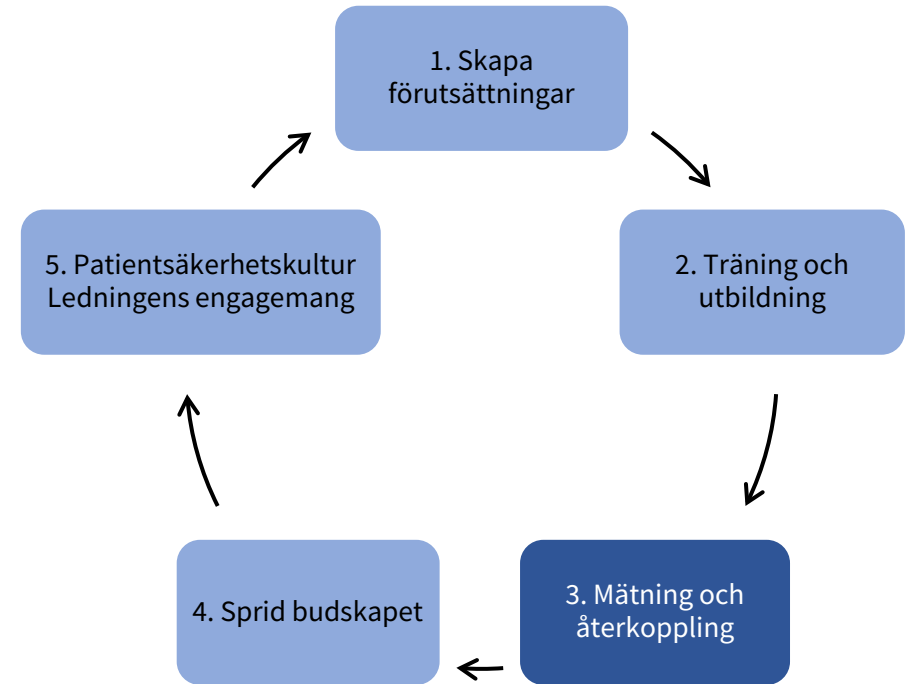 1. Skapa
förutsättningar
2. Träning och
utbildning
3. Mätning och
återkoppling
4. Sprid budskapet
5. Patientsäkerhetskultur
Ledningens engagemang